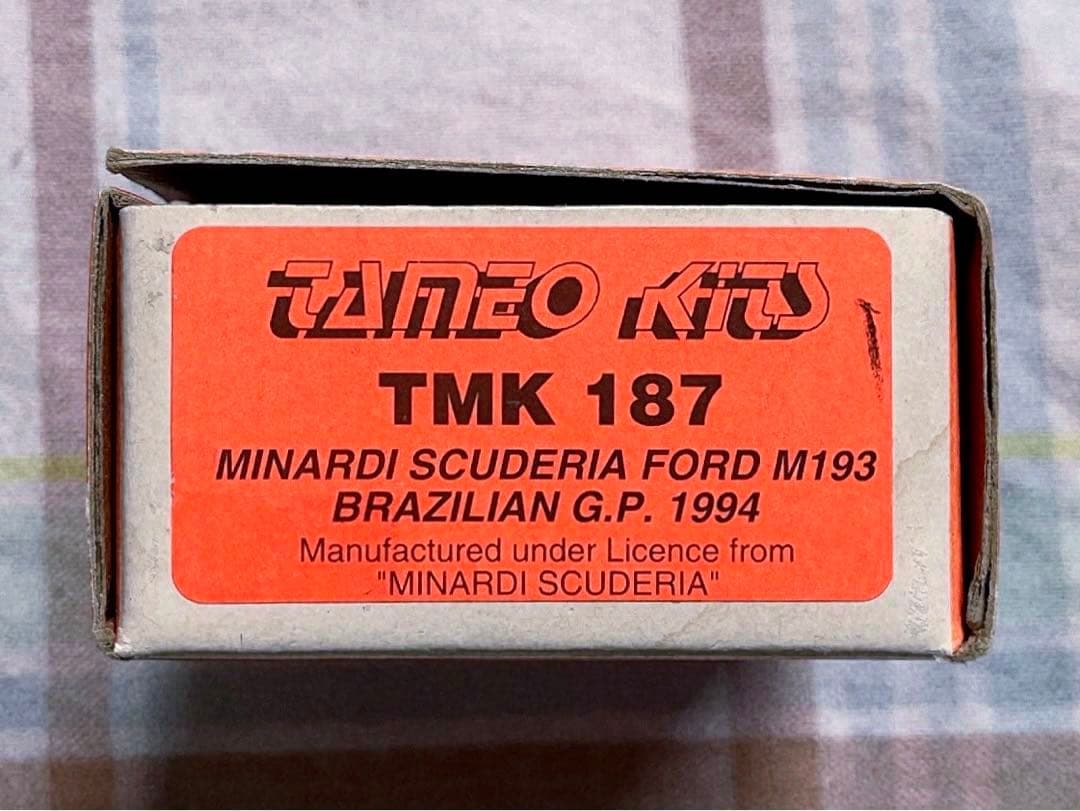 TAMEO KITS
TMK 187
MINARDI SCUDERIA FORD M193
BRAZILIAN G.P. 1994
Manufactured under Licence from
"MINARDI SCUDERIA"